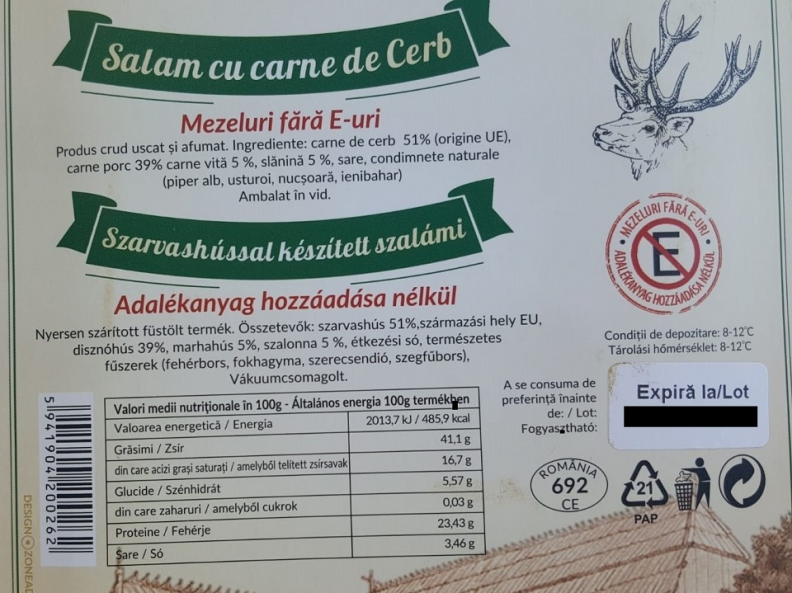 Salam cu carne de Cerb
Mezeluri fără E-uri
Produs crud uscat și afumat. Ingrediente: carne de cerb 51% (origine UE),
carne porc 39% carne vită 5 %, slănină 5 %, sare, condimnete naturale
(piper alb, usturoi, nucșoară, ienibahar)
Ambalat în vid.
Szarvashússal készített szalámi
Adalékanyag hozzáadása nélkül
Nyersen szárított füstölt termék. Összetevők: szarvashús 51%,származási hely EU,
disznóhús 39%, marhahús 5%, szalonna 5 %, étkezési só, természetes
fűszerek (fehérbors, fokhagyma, szerecsendió, szegfűbors),
Vákuumcsomagolt.
• MEZELURI FĂRĂ E-URI •
E
ADALÉKANYAG HOZZÁADÁSA NÉLKÜL
Condiții de depozitare: 8-12°C
Tárolási hőmérséklet: 8-12°C
A se consuma de
preferință înainte
de: / Lot:
Fogyasztható:
Expiră la/Lot
Valori medii nutriționale în 100g - Általános energia 100g termékben
Valoarea energetică / Energia 2013,7 kJ / 485,9 kcal
Grăsimi / Zsír 41,1 g
din care acizi grași saturați / amelyből telített zsírsavak 16,7 g
Glucide / Szénhidrát 5,57 g
din care zaharuri / amelyből cukrok 0,03 g
Proteine / Fehérje 23,43 g
Sare / Só 3,46 g
5 941904 200262
DESIGN ZONEAD
ROMÂNIA
692
CE
21
PAP